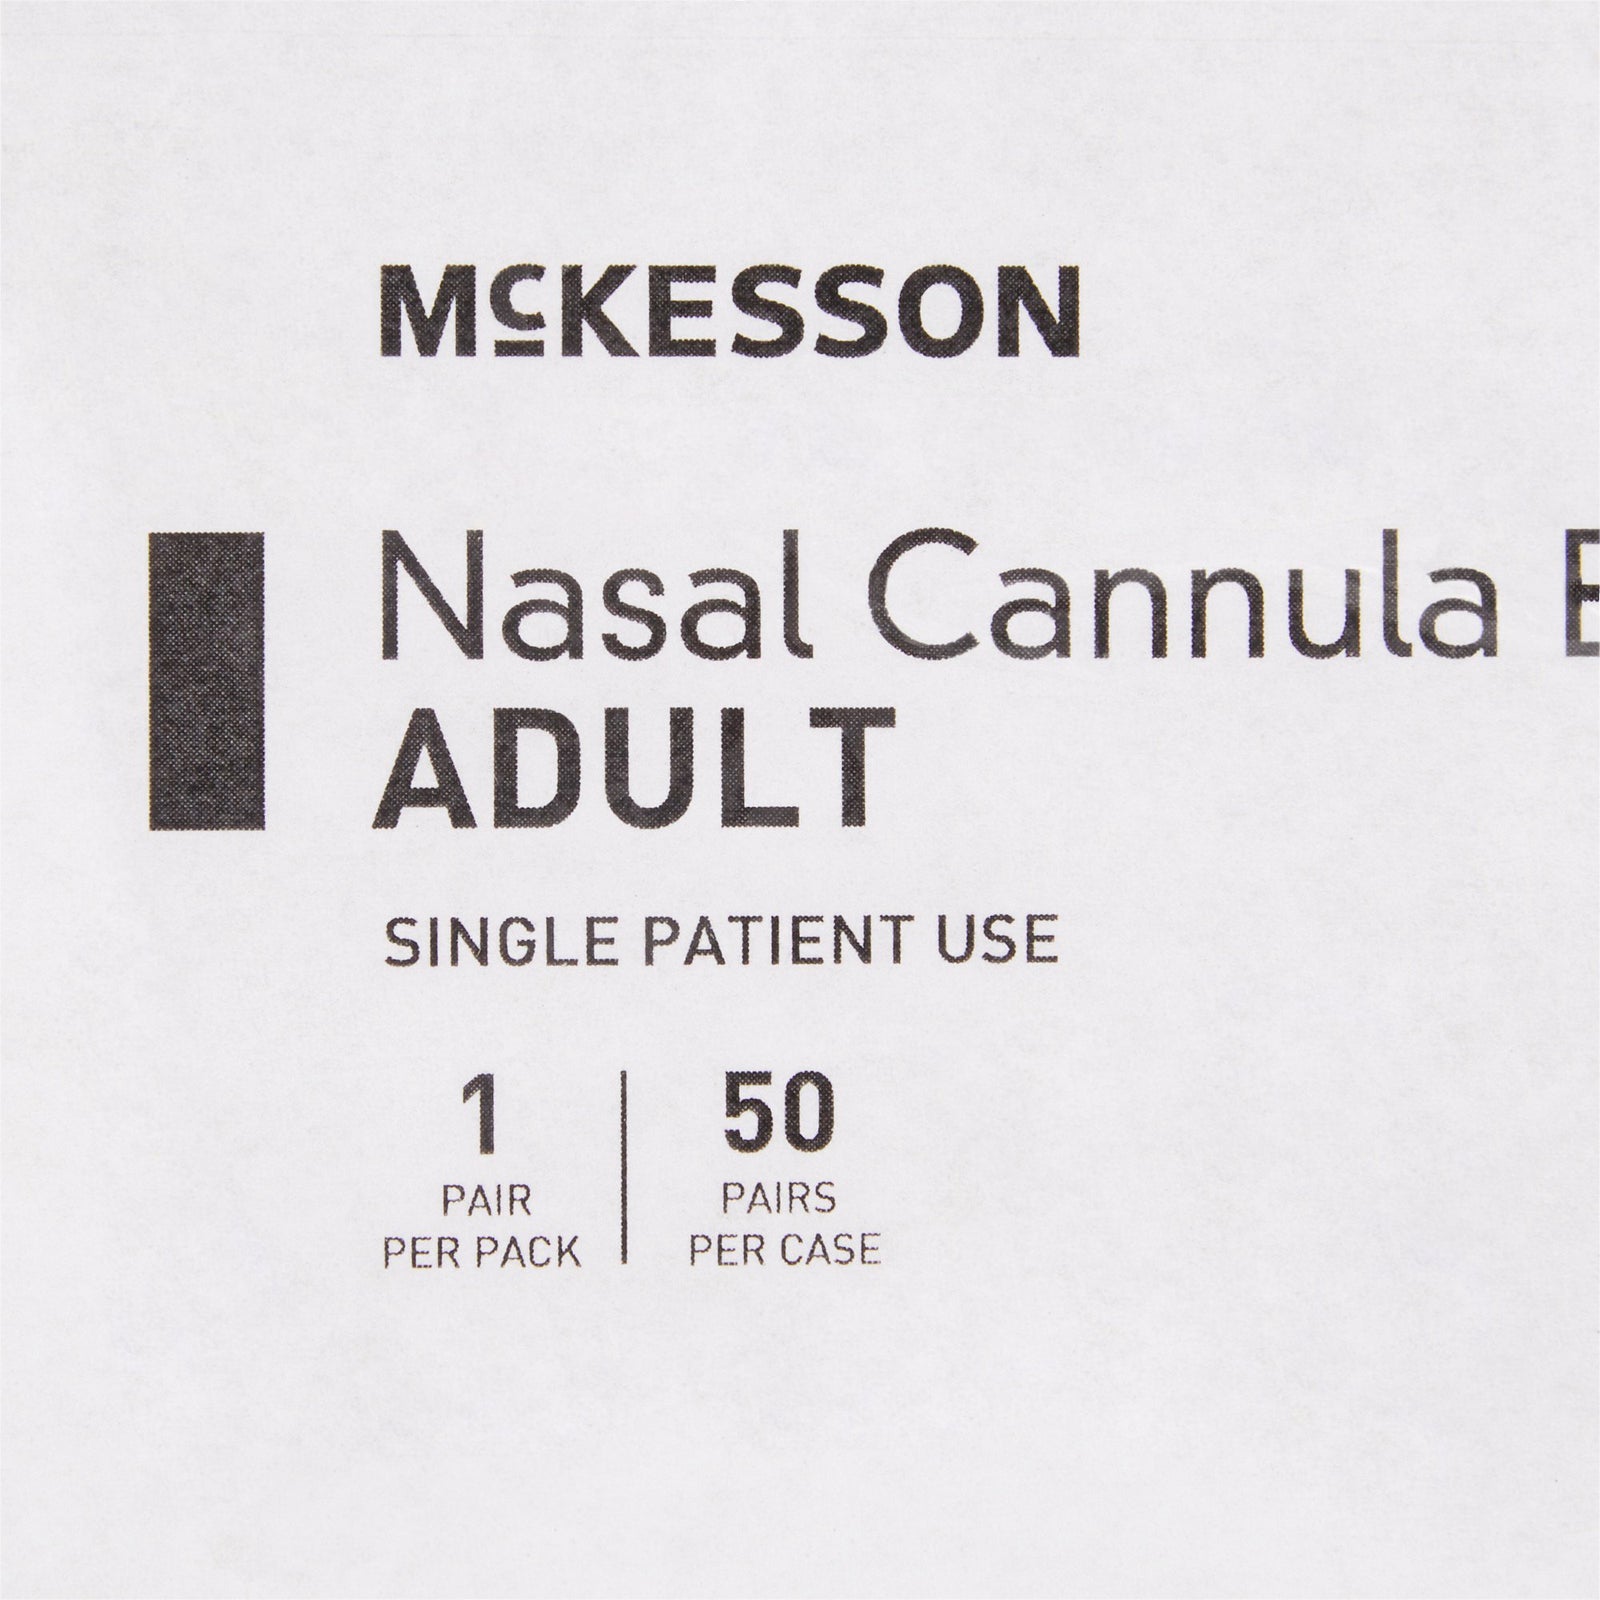 McKESSON
Nasal Cannula
ADULT
SINGLE PATIENT USE
1
PAIR
PER PACK
50
PAIRS
PER CASE